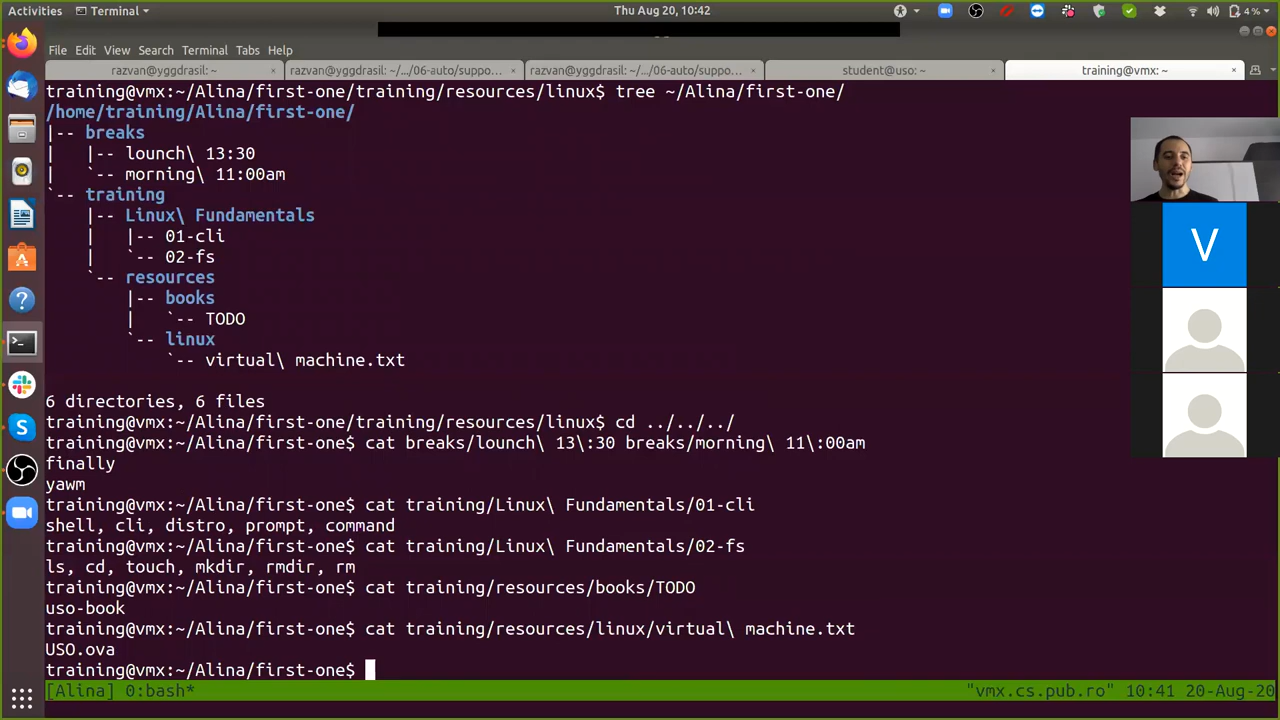 Activities Terminal Thu Aug 20, 10:42 4 %
File Edit View Search Terminal Tabs Help
razvan@yggdrasil: ~ razvan@yggdrasil: ~/.../06-auto/suppo... razvan@yggdrasil: ~/.../06-auto/suppo... student@uso: ~ training@vmx: ~
training@vmx:~/Alina/first-one/training/resources/linux$ tree ~/Alina/first-one/
/home/training/Alina/first-one/
|-- breaks
|   |-- lounch\ 13:30
|   `-- morning\ 11:00am
`-- training
    |-- Linux\ Fundamentals
    |   |-- 01-cli
    |   `-- 02-fs
    `-- resources
        |-- books
        |   `-- TODO
        `-- linux
            `-- virtual\ machine.txt
6 directories, 6 files
training@vmx:~/Alina/first-one/training/resources/linux$ cd ../../../
training@vmx:~/Alina/first-one$ cat breaks/lounch\ 13\:30 breaks/morning\ 11\:00am
finally
yawm
training@vmx:~/Alina/first-one$ cat training/Linux\ Fundamentals/01-cli
shell, cli, distro, prompt, command
training@vmx:~/Alina/first-one$ cat training/Linux\ Fundamentals/02-fs
ls, cd, touch, mkdir, rmdir, rm
training@vmx:~/Alina/first-one$ cat training/resources/books/TODO
uso-book
training@vmx:~/Alina/first-one$ cat training/resources/linux/virtual\ machine.txt
USO.ova
training@vmx:~/Alina/first-one$
[Alina] 0:bash* "vmx.cs.pub.ro" 10:41 20-Aug-20
V